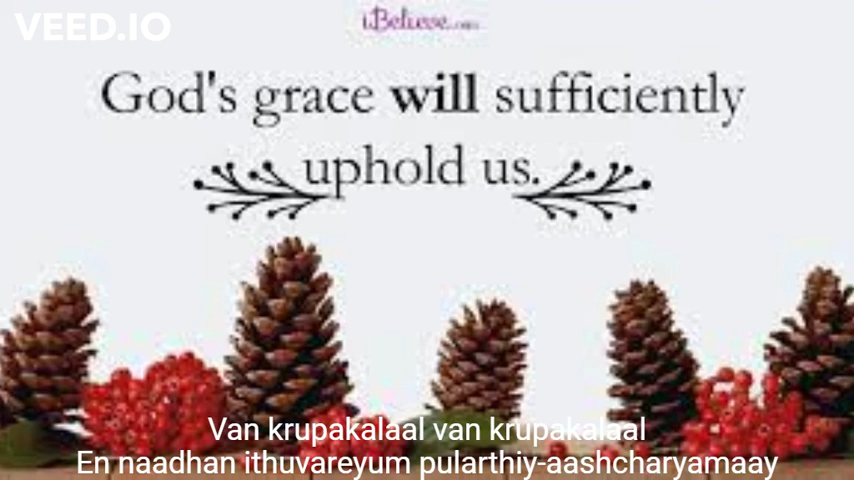 VEED.IO
iBelieve.com
God's grace will sufficiently
uphold us.
Van krupakalaal van krupakalaal
En naadhan ithuvareyum pularthiy-aashcharyamaay